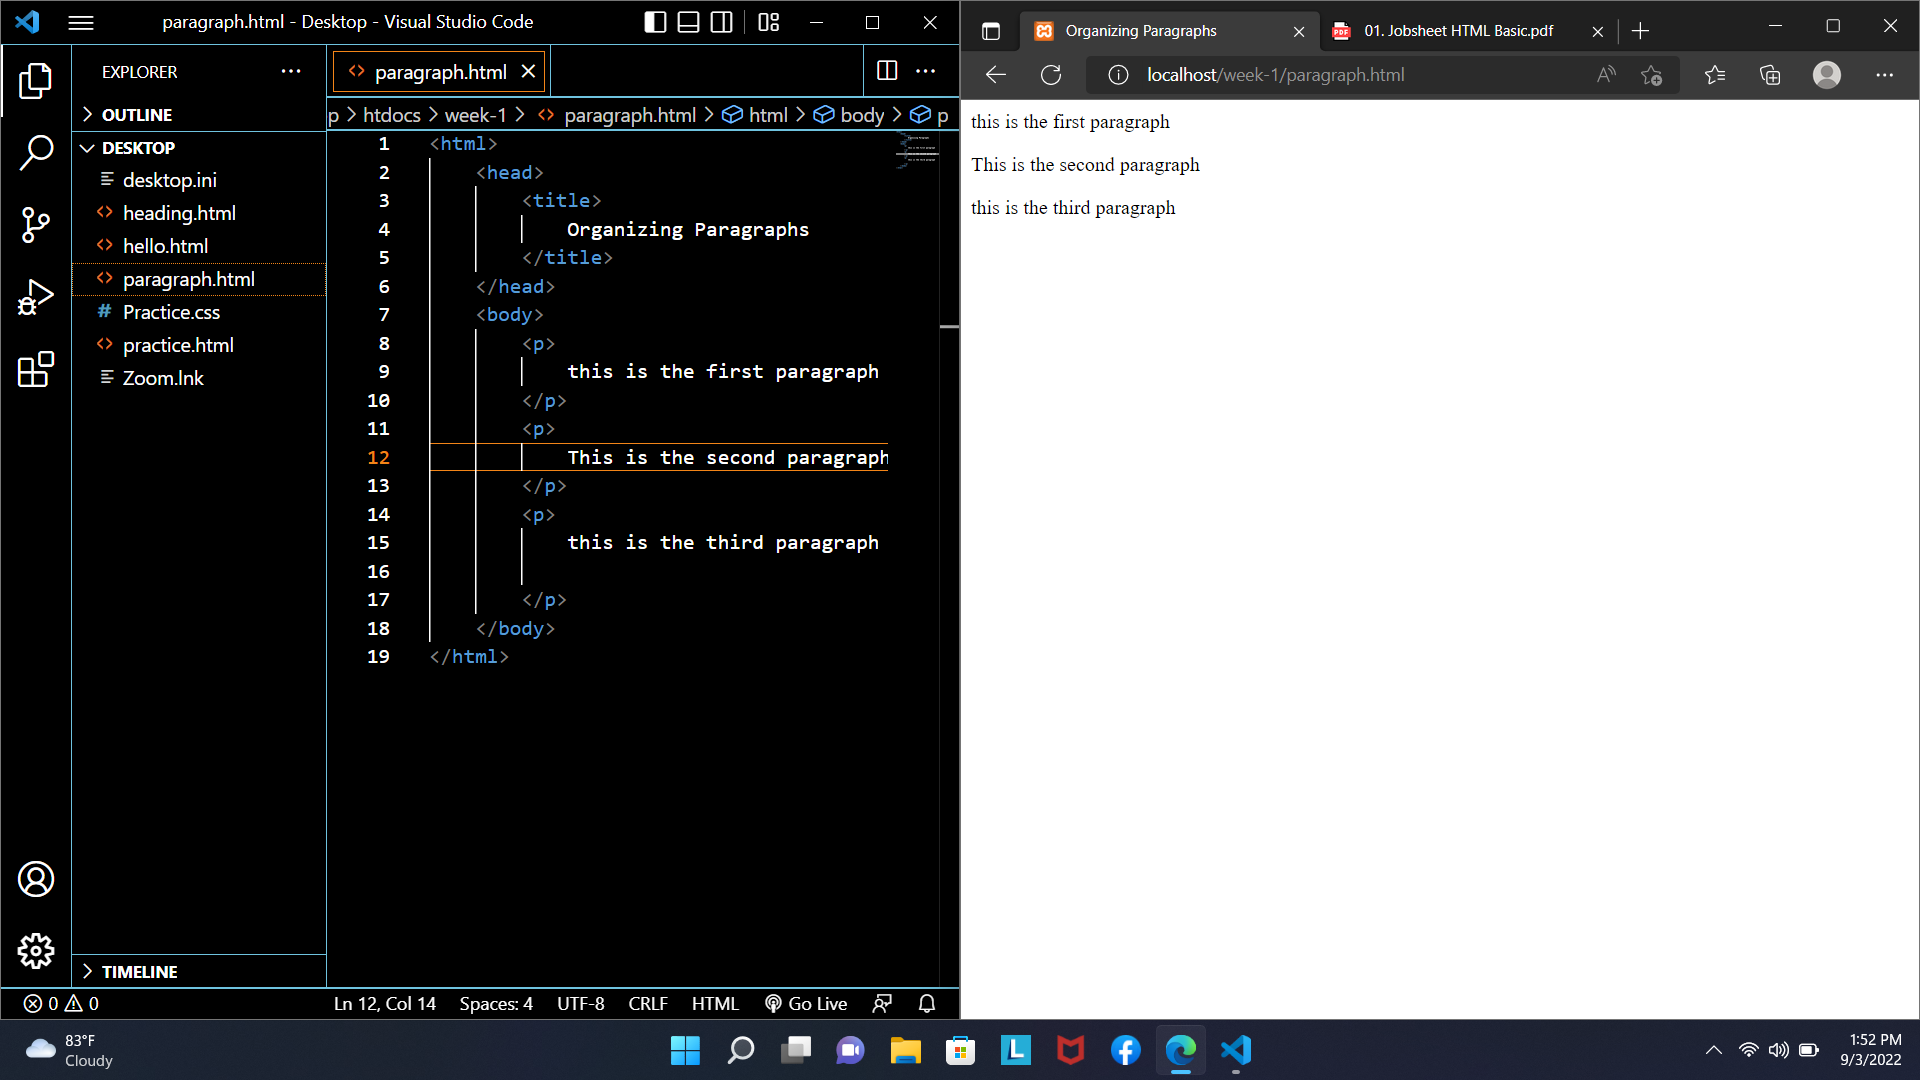 paragraph.html - Desktop - Visual Studio Code
EXPLORER
OUTLINE
DESKTOP
desktop.ini
heading.html
hello.html
paragraph.html
Practice.css
practice.html
Zoom.lnk
TIMELINE
paragraph.html
p > htdocs > week-1 > paragraph.html > html > body > p
1 <html>
2 <head>
3 <title>
4 Organizing Paragraphs
5 </title>
6 </head>
7 <body>
8 <p>
9 this is the first paragraph
10 </p>
11 <p>
12 This is the second paragraph
13 </p>
14 <p>
15 this is the third paragraph
16
17 </p>
18 </body>
19 </html>
0 0 Ln 12, Col 14 Spaces: 4 UTF-8 CRLF HTML Go Live
Organizing Paragraphs
PDF 01. Jobsheet HTML Basic.pdf
localhost/week-1/paragraph.html
this is the first paragraph
This is the second paragraph
this is the third paragraph
83°F
Cloudy
L
1:52 PM
9/3/2022